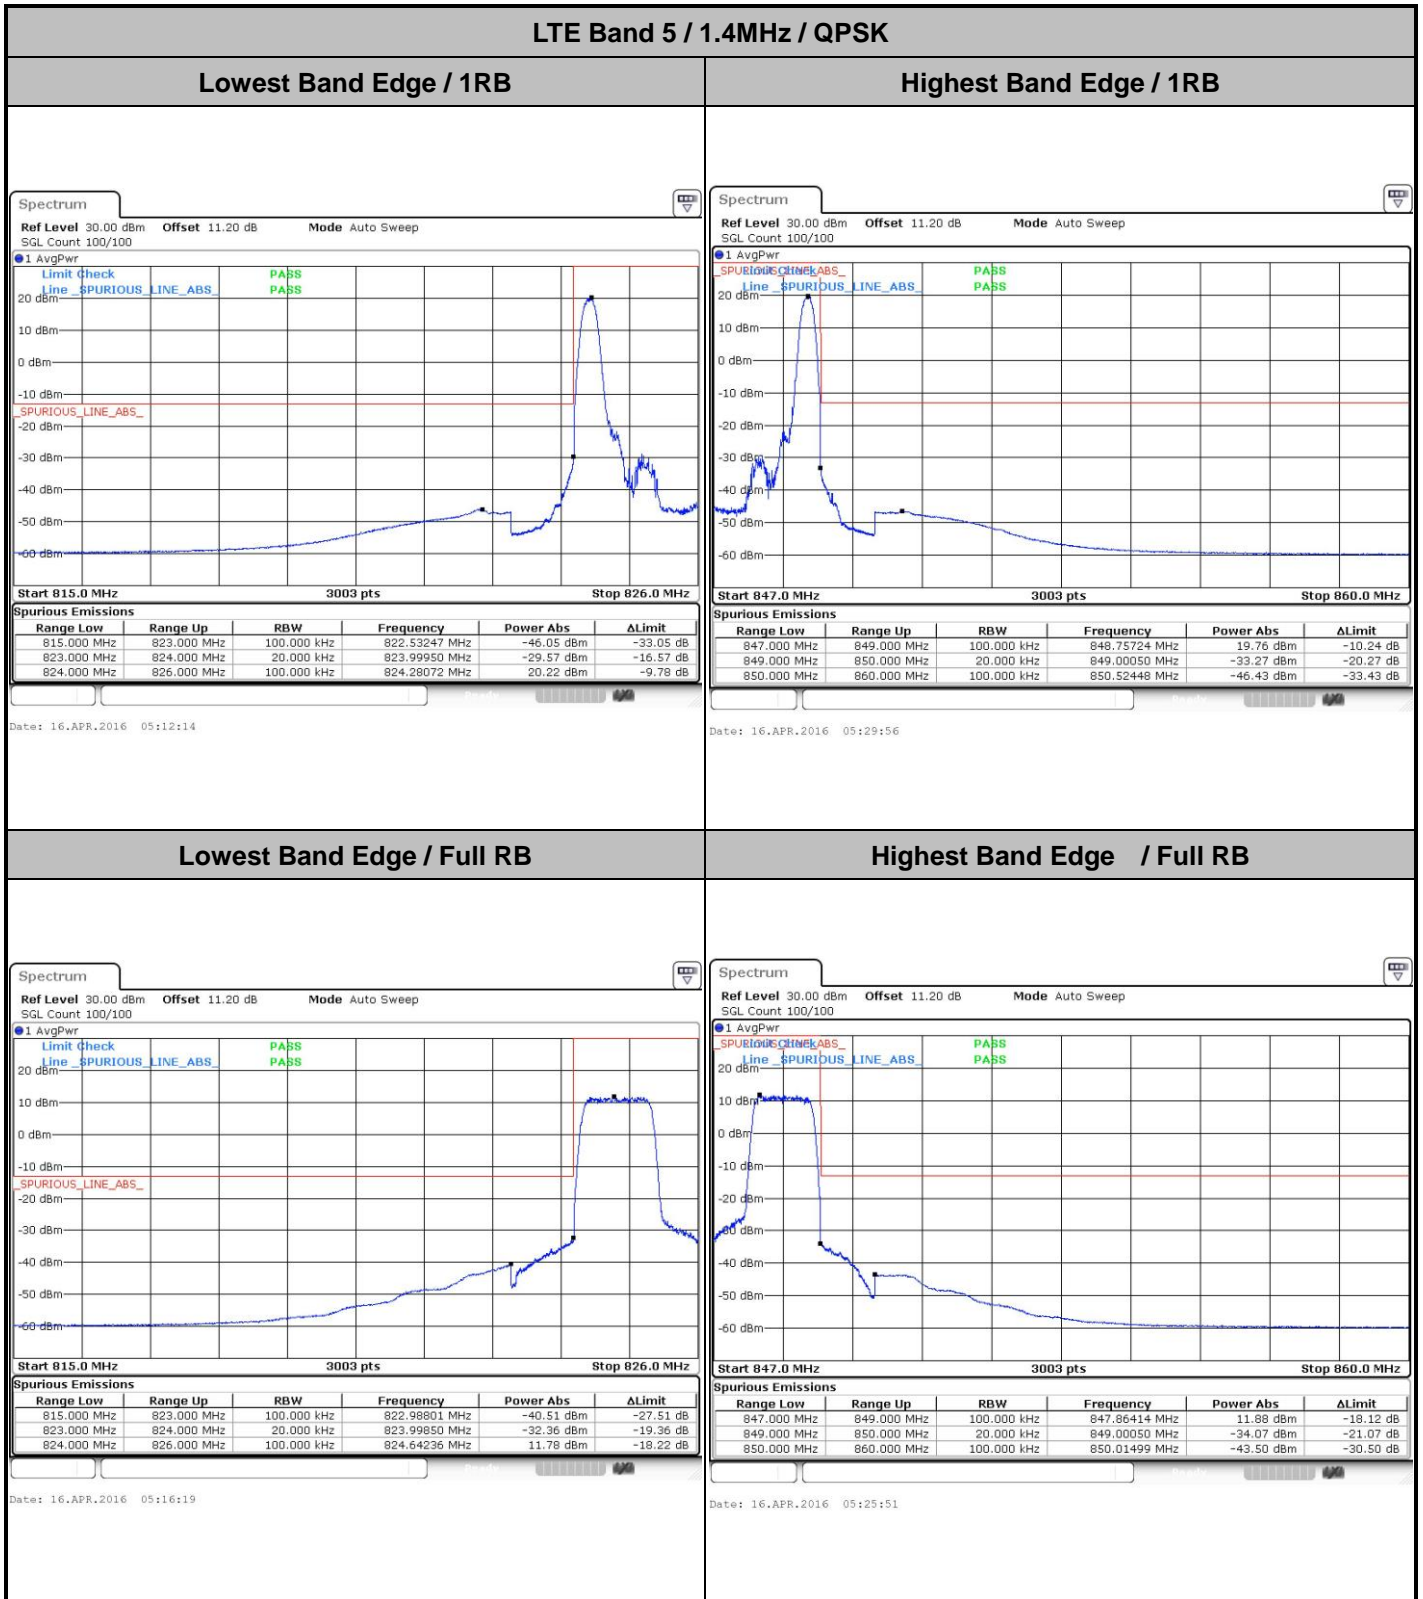 LTE Band 5 / 1.4MHz / QPSK
Lowest Band Edge / 1RB
Highest Band Edge / 1RB
Spectrum
Ref Level 30.00 dBm Offset 11.20 dB Mode Auto Sweep
SGL Count 100/100
1 AvgPwr
Limit Check PASS
Line _SPURIOUS_LINE_ABS_ PASS
20 dBm
10 dBm
0 dBm
-10 dBm
_SPURIOUS_LINE_ABS_
-20 dBm
-30 dBm
-40 dBm
-50 dBm
-60 dBm
Start 815.0 MHz 3003 pts Stop 826.0 MHz
Spurious Emissions
Range Low Range Up RBW Frequency Power Abs ΔLimit
815.000 MHz 823.000 MHz 100.000 kHz 822.53247 MHz -46.05 dBm -33.05 dB
823.000 MHz 824.000 MHz 20.000 kHz 823.99950 MHz -29.57 dBm -16.57 dB
824.000 MHz 826.000 MHz 100.000 kHz 824.28072 MHz 20.22 dBm -9.78 dB
Ready
Date: 16.APR.2016 05:12:14
Spectrum
Ref Level 30.00 dBm Offset 11.20 dB Mode Auto Sweep
SGL Count 100/100
1 AvgPwr
_SPURIOUS_LINE_ABS_
Limit Check PASS
Line _SPURIOUS_LINE_ABS_ PASS
20 dBm
10 dBm
0 dBm
-10 dBm
-20 dBm
-30 dBm
-40 dBm
-50 dBm
-60 dBm
Start 847.0 MHz 3003 pts Stop 860.0 MHz
Spurious Emissions
Range Low Range Up RBW Frequency Power Abs ΔLimit
847.000 MHz 849.000 MHz 100.000 kHz 848.75724 MHz 19.76 dBm -10.24 dB
849.000 MHz 850.000 MHz 20.000 kHz 849.00050 MHz -33.27 dBm -20.27 dB
850.000 MHz 860.000 MHz 100.000 kHz 850.52448 MHz -46.43 dBm -33.43 dB
Ready
Date: 16.APR.2016 05:29:56
Lowest Band Edge / Full RB
Highest Band Edge / Full RB
Spectrum
Ref Level 30.00 dBm Offset 11.20 dB Mode Auto Sweep
SGL Count 100/100
1 AvgPwr
Limit Check PASS
Line _SPURIOUS_LINE_ABS_ PASS
20 dBm
10 dBm
0 dBm
-10 dBm
_SPURIOUS_LINE_ABS_
-20 dBm
-30 dBm
-40 dBm
-50 dBm
-60 dBm
Start 815.0 MHz 3003 pts Stop 826.0 MHz
Spurious Emissions
Range Low Range Up RBW Frequency Power Abs ΔLimit
815.000 MHz 823.000 MHz 100.000 kHz 822.98801 MHz -40.51 dBm -27.51 dB
823.000 MHz 824.000 MHz 20.000 kHz 823.99850 MHz -32.36 dBm -19.36 dB
824.000 MHz 826.000 MHz 100.000 kHz 824.64236 MHz 11.78 dBm -18.22 dB
Ready
Date: 16.APR.2016 05:16:19
Spectrum
Ref Level 30.00 dBm Offset 11.20 dB Mode Auto Sweep
SGL Count 100/100
1 AvgPwr
_SPURIOUS_LINE_ABS_
Limit Check PASS
Line _SPURIOUS_LINE_ABS_ PASS
20 dBm
10 dBm
0 dBm
-10 dBm
-20 dBm
-30 dBm
-40 dBm
-50 dBm
-60 dBm
Start 847.0 MHz 3003 pts Stop 860.0 MHz
Spurious Emissions
Range Low Range Up RBW Frequency Power Abs ΔLimit
847.000 MHz 849.000 MHz 100.000 kHz 847.86414 MHz 11.88 dBm -18.12 dB
849.000 MHz 850.000 MHz 20.000 kHz 849.00050 MHz -34.07 dBm -21.07 dB
850.000 MHz 860.000 MHz 100.000 kHz 850.01499 MHz -43.50 dBm -30.50 dB
Ready
Date: 16.APR.2016 05:25:51